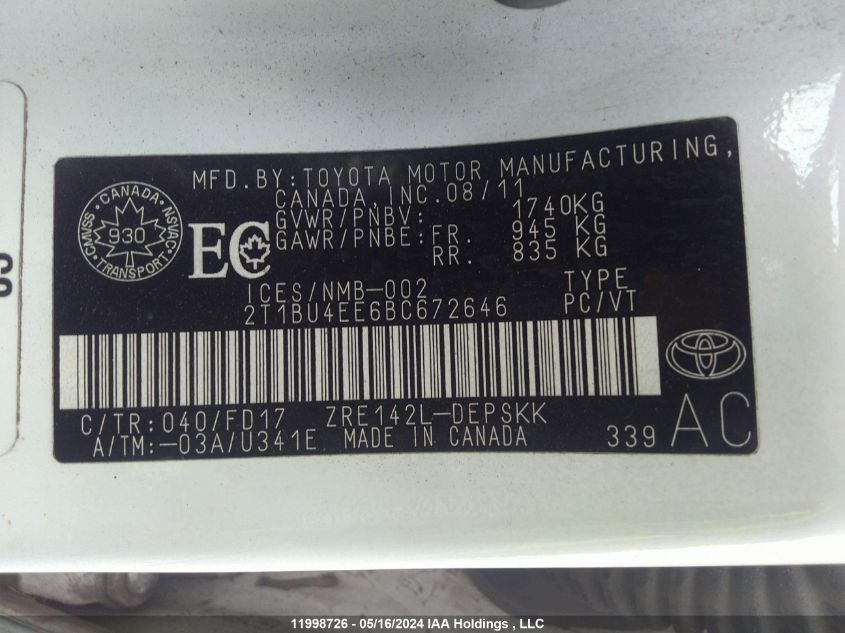 MFD. BY: TOYOTA MOTOR MANUFACTURING,
CANADA, INC. 08/11
GVWR/PNBV: 1740KG
GAWR/PNBE: FR. 945 KG
RR. 835 KG
CANADA
CMVSS 930 NSVAC
TRANSPORT
EC
ICES/NMB-002 TYPE
2T1BU4EE6BC672646 PC/VT
C/TR: 040/FD17 ZRE142L-DEPSKK
A/TM: -03A/U341E MADE IN CANADA 339 AC
11998726 - 05/16/2024 IAA Holdings , LLC